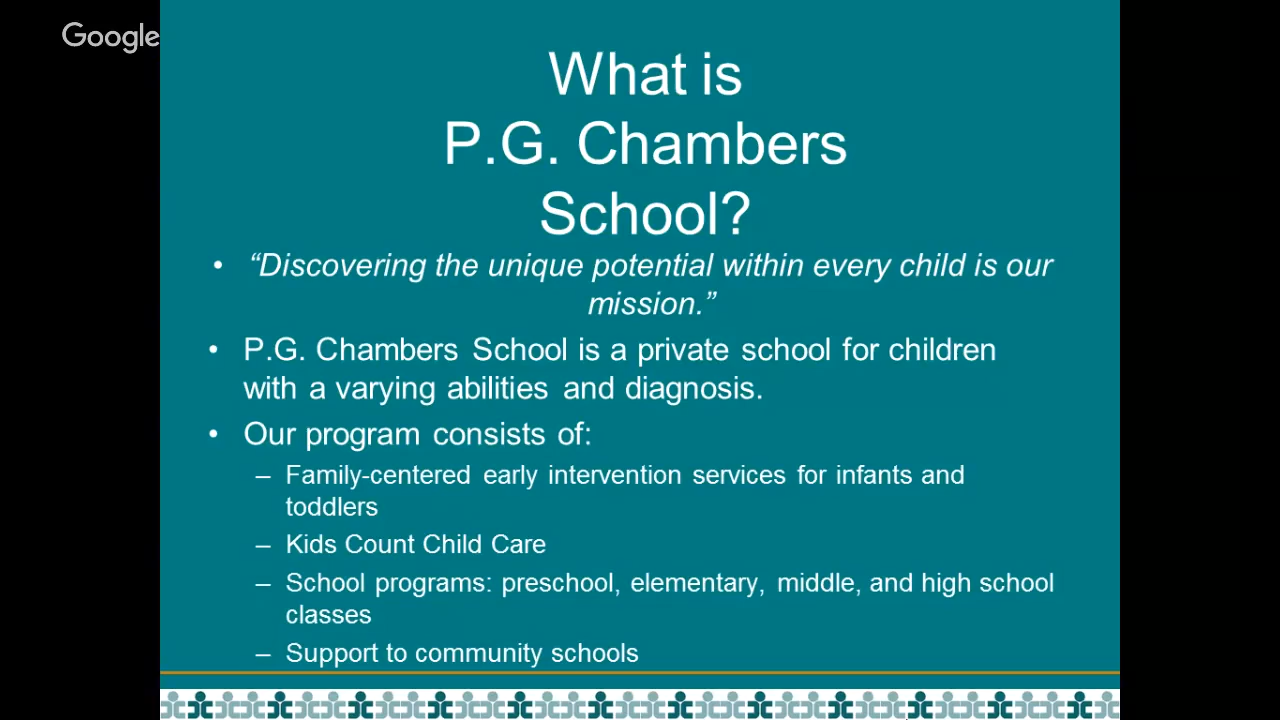 Google
What is
P.G. Chambers
School?
• “Discovering the unique potential within every child is our
mission.”
• P.G. Chambers School is a private school for children
with a varying abilities and diagnosis.
• Our program consists of:
– Family-centered early intervention services for infants and
toddlers
– Kids Count Child Care
– School programs: preschool, elementary, middle, and high school
classes
– Support to community schools